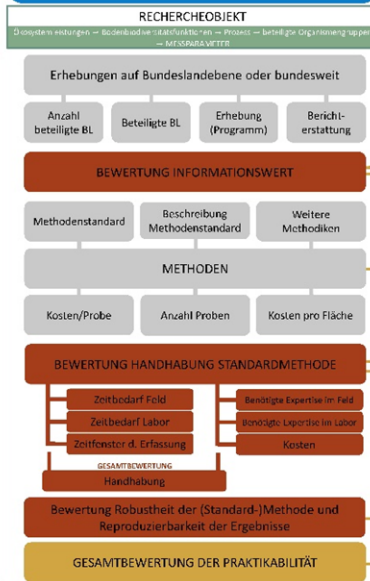 RECHERCHEOBJEKT
Ökosystemleistungen → Bodenbiodiversitätsfunktionen → Prozess → beteiligte Organismengruppen
→ MESSPARAMETER
Erhebungen auf Bundeslandebene oder bundesweit
Anzahl
beteiligte BL
Beteiligte BL
Erhebung
(Programm)
Bericht-
erstattung
BEWERTUNG INFORMATIONSWERT
Methodenstandard
Beschreibung
Methodenstandard
Weitere
Methodiken
METHODEN
Kosten/Probe
Anzahl Proben
Kosten pro Fläche
BEWERTUNG HANDHABUNG STANDARDMETHODE
Zeitbedarf Feld
Benötigte Expertise im Feld
Zeitbedarf Labor
Benötigte Expertise im Labor
Zeitfenster d. Erfassung
Kosten
GESAMTBEWERTUNG
Handhabung
Bewertung Robustheit der (Standard-)Methode und
Reproduzierbarkeit der Ergebnisse
GESAMTBEWERTUNG DER PRAKTIKABILITÄT